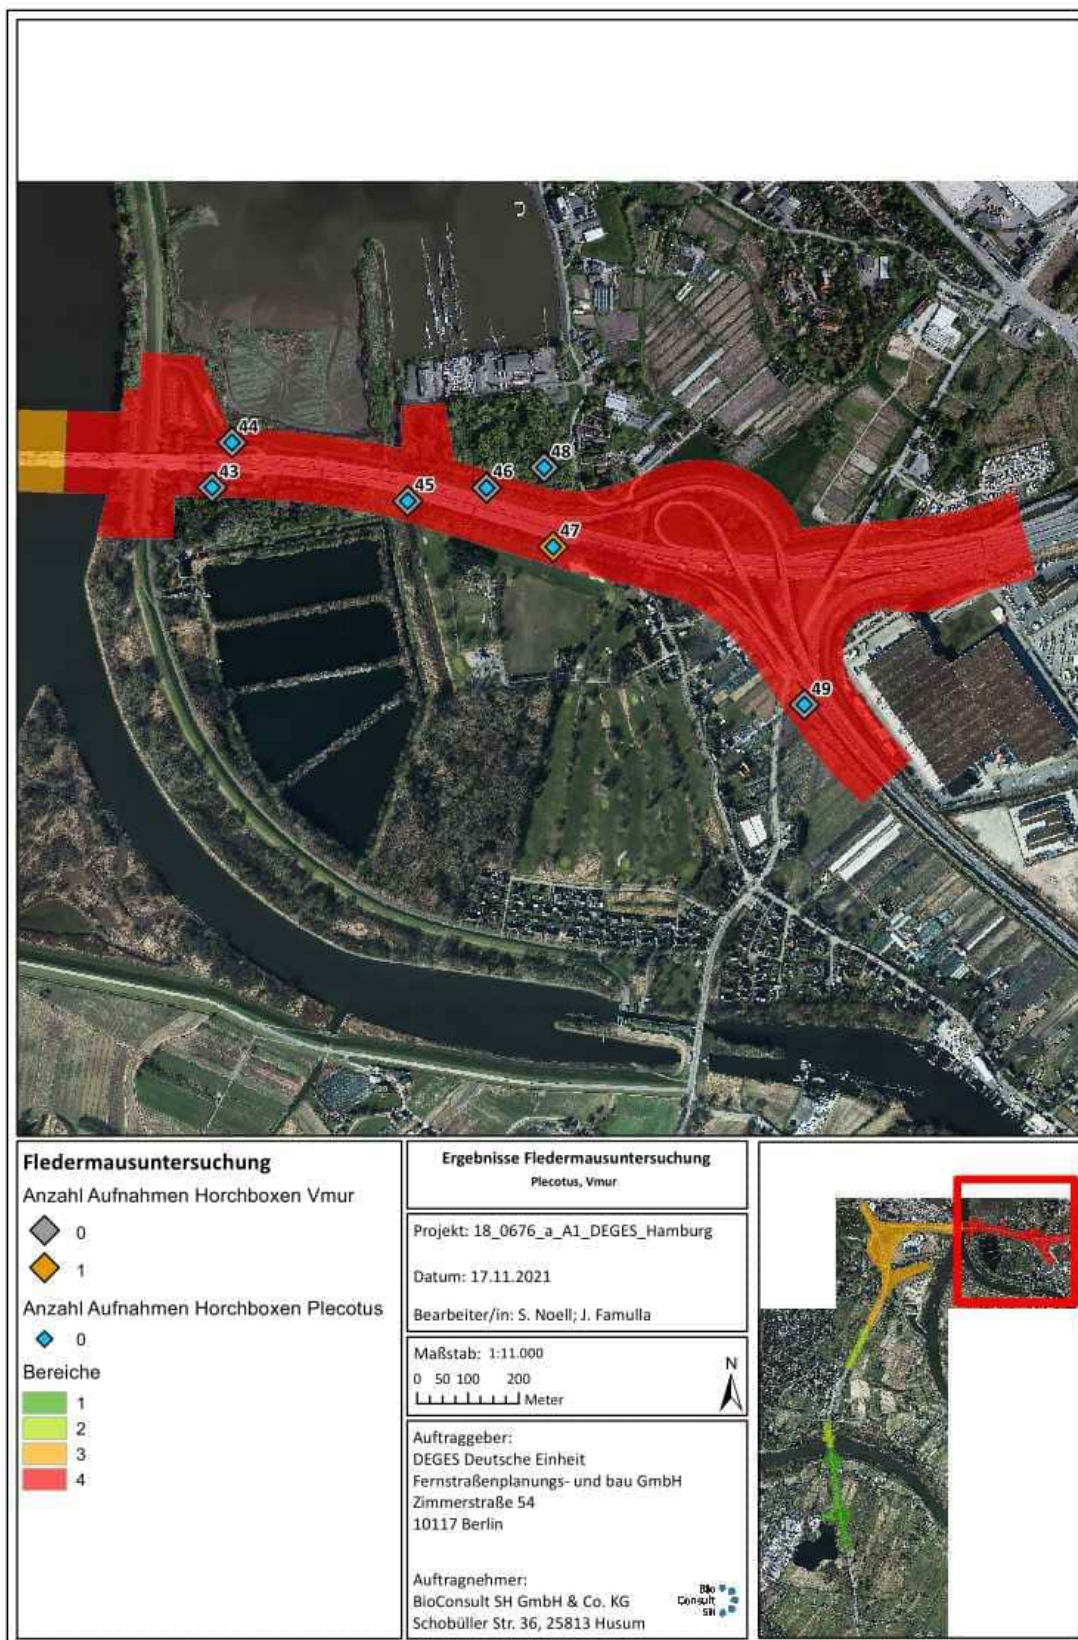 44
48
43
46
45
47
49
Fledermausuntersuchung
Anzahl Aufnahmen Horchboxen Vmur
0
1
Anzahl Aufnahmen Horchboxen Plecotus
0
Bereiche
1
2
3
4
Ergebnisse Fledermausuntersuchung
Plecotus, Vmur
Projekt: 18_0676_a_A1_DEGES_Hamburg
Datum: 17.11.2021
Bearbeiter/in: S. Noell; J. Famulla
Maßstab: 1:11.000
0 50 100 200
Meter
N
Auftraggeber:
DEGES Deutsche Einheit
Fernstraßenplanungs- und bau GmbH
Zimmerstraße 54
10117 Berlin
Auftragnehmer:
BioConsult SH GmbH & Co. KG
Schobüller Str. 36, 25813 Husum
Bio
Consult
SH